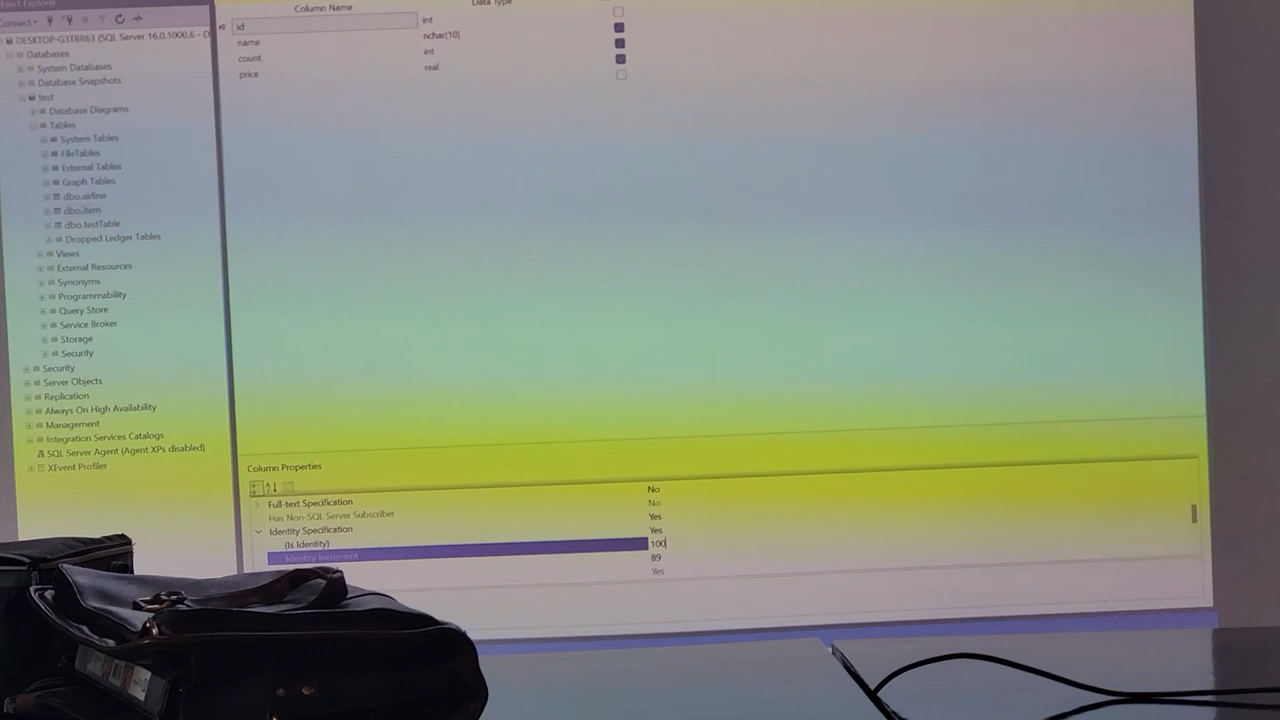 Object Explorer
Connect
DESKTOP-G3TBR63 (SQL Server 16.0.1000.6 - D
Databases
System Databases
Database Snapshots
test
Database Diagrams
Tables
System Tables
FileTables
External Tables
Graph Tables
dbo.airline
dbo.item
dbo.testTable
Dropped Ledger Tables
Views
External Resources
Synonyms
Programmability
Query Store
Service Broker
Storage
Security
Security
Server Objects
Replication
Always On High Availability
Management
Integration Services Catalogs
SQL Server Agent (Agent XPs disabled)
XEvent Profiler
Column Name Data Type
id int
name nchar(10)
count int
price real
Column Properties
No
Full-text Specification No
Has Non-SQL Server Subscriber Yes
Identity Specification Yes
(Is Identity) 100
Identity Increment 89
Yes